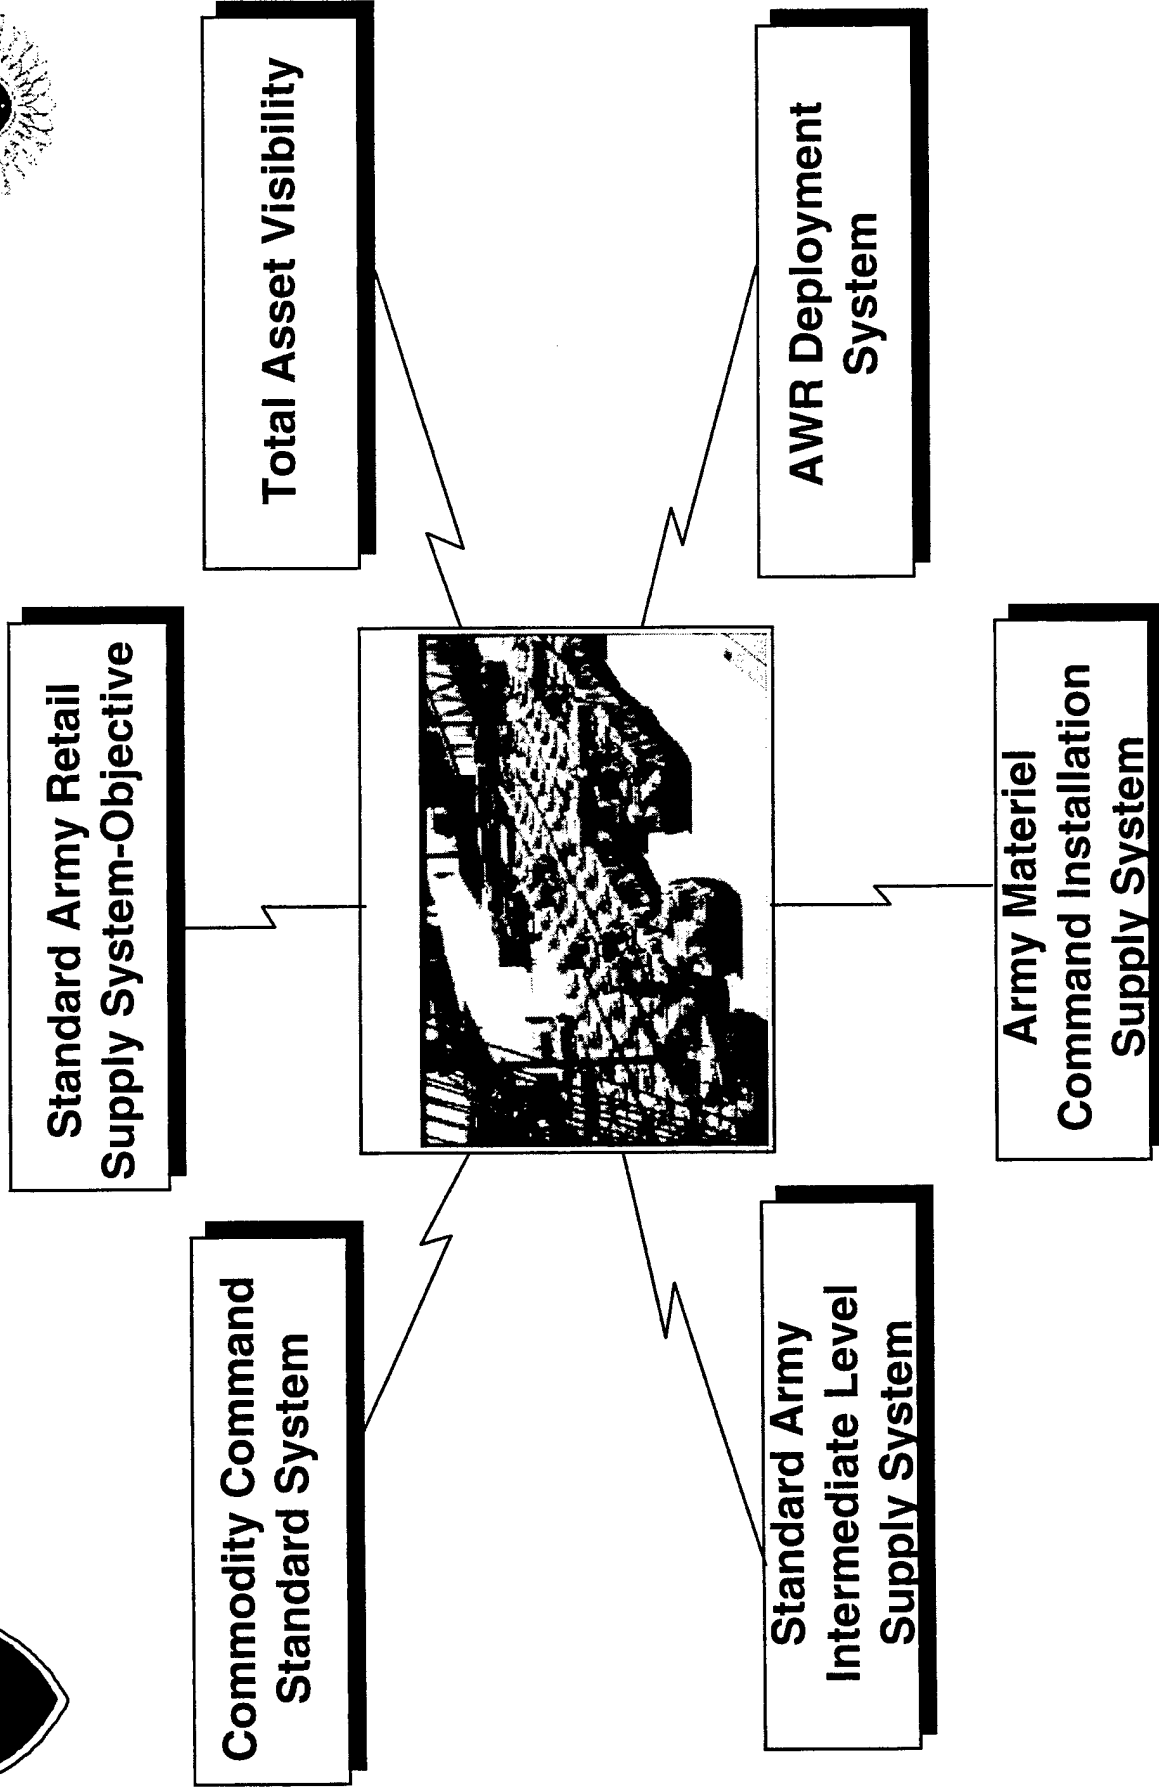 Standard Army Retail
Supply System-Objective
Commodity Command
Standard System
Total Asset Visibility
Standard Army
Intermediate Level
Supply System
AWR Deployment
System
Army Materiel
Command Installation
Supply System